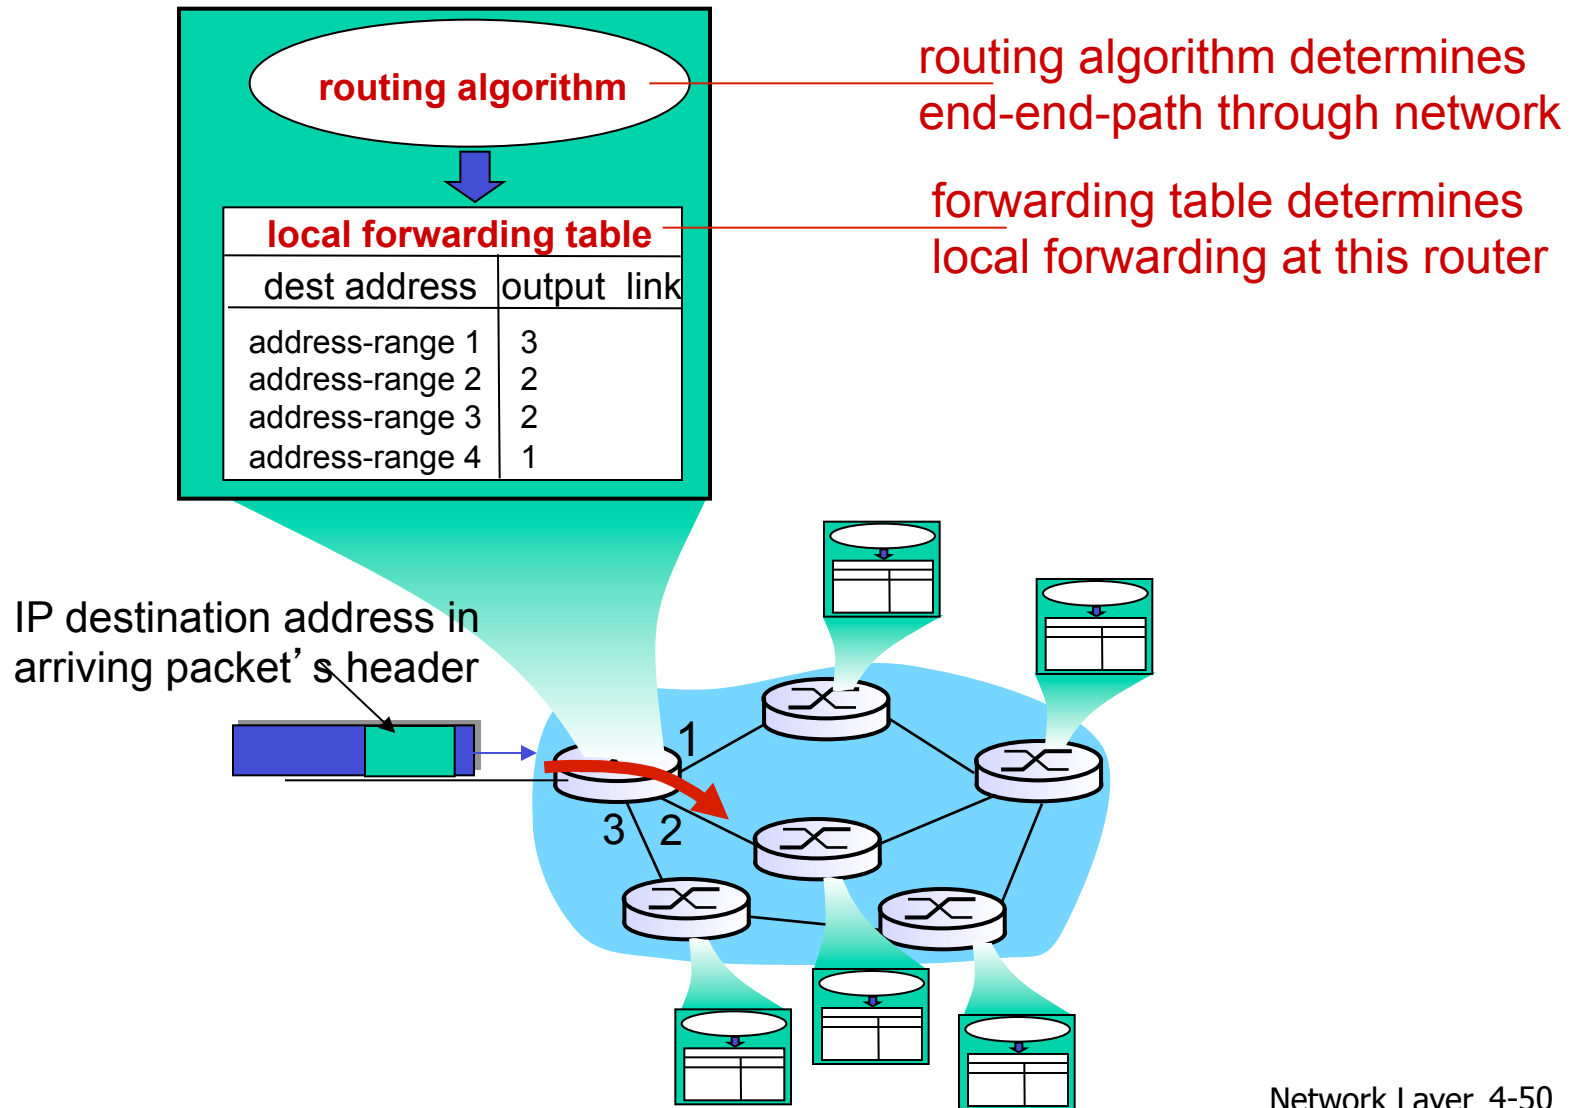 routing algorithm
routing algorithm determines
end-end-path through network
local forwarding table
forwarding table determines
local forwarding at this router
dest address output link
address-range 1 3
address-range 2 2
address-range 3 2
address-range 4 1
IP destination address in
arriving packet’s header
1
3 2
Network Layer 4-50